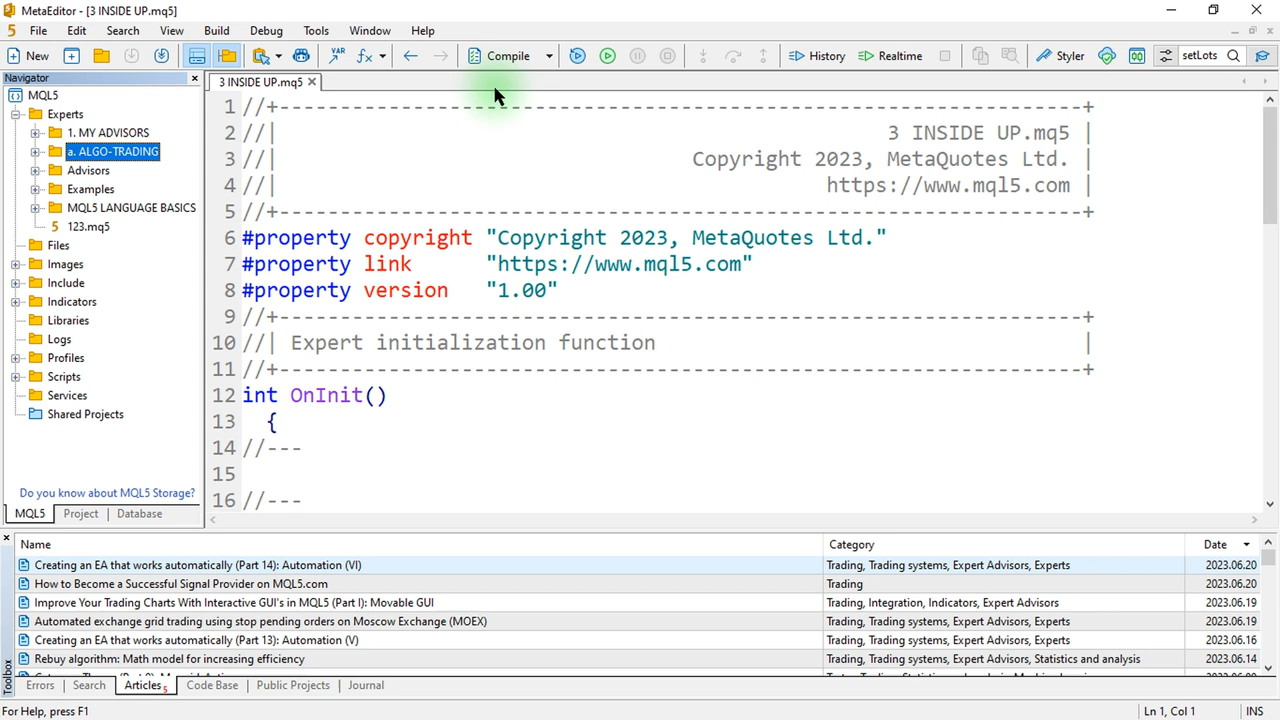 MetaEditor - [3 INSIDE UP.mq5]
File Edit Search View Build Debug Tools Window Help
New VAR Compile History Realtime Styler setLots
Navigator
MQL5
Experts
1. MY ADVISORS
a. ALGO-TRADING
Advisors
Examples
MQL5 LANGUAGE BASICS
123.mq5
Files
Images
Include
Indicators
Libraries
Logs
Profiles
Scripts
Services
Shared Projects
Do you know about MQL5 Storage?
MQL5 Project Database
3 INSIDE UP.mq5
1 //+------------------------------------------------------------------+
2 //| 3 INSIDE UP.mq5 |
3 //| Copyright 2023, MetaQuotes Ltd. |
4 //| https://www.mql5.com |
5 //+------------------------------------------------------------------+
6 #property copyright "Copyright 2023, MetaQuotes Ltd."
7 #property link "https://www.mql5.com"
8 #property version "1.00"
9 //+------------------------------------------------------------------+
10 //| Expert initialization function |
11 //+------------------------------------------------------------------+
12 int OnInit()
13 {
14 //---
15
16 //---
Name Category Date
Creating an EA that works automatically (Part 14): Automation (VI) Trading, Trading systems, Expert Advisors, Experts 2023.06.20
How to Become a Successful Signal Provider on MQL5.com Trading 2023.06.20
Improve Your Trading Charts With Interactive GUI's in MQL5 (Part I): Movable GUI Trading, Integration, Indicators, Expert Advisors 2023.06.19
Automated exchange grid trading using stop pending orders on Moscow Exchange (MOEX) Trading, Trading systems, Expert Advisors, Experts 2023.06.19
Creating an EA that works automatically (Part 13): Automation (V) Trading, Trading systems, Expert Advisors, Experts 2023.06.16
Rebuy algorithm: Math model for increasing efficiency Trading, Trading systems, Expert Advisors, Statistics and analysis 2023.06.14
Toolbox
Errors Search Articles 5 Code Base Public Projects Journal
For Help, press F1 Ln 1, Col 1 INS